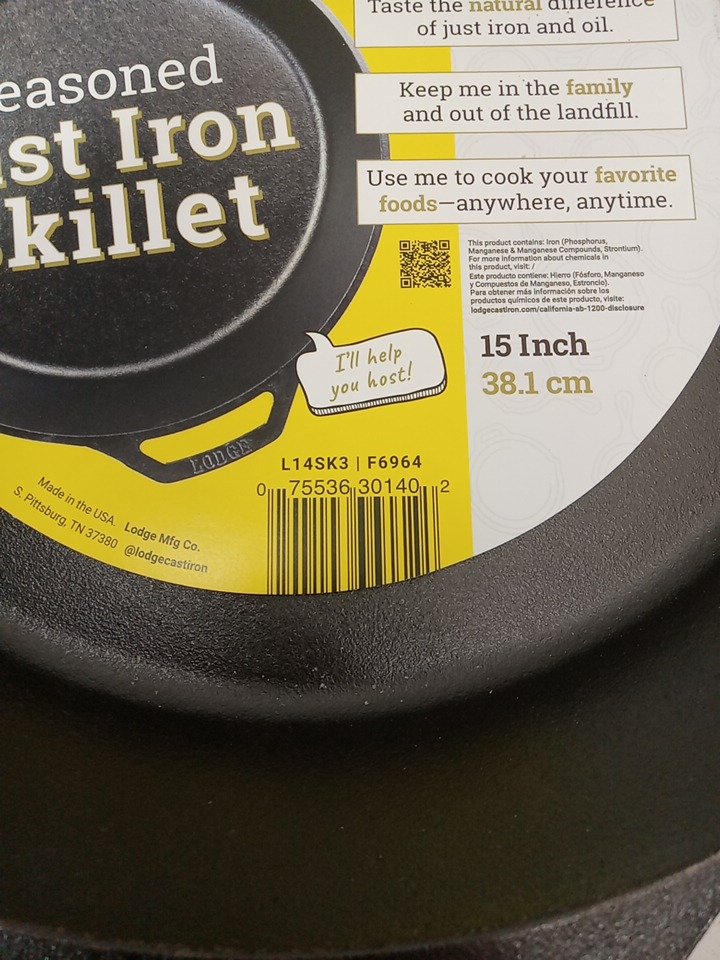 Taste the natural difference
of just iron and oil.
Keep me in the family
and out of the landfill.
Use me to cook your favorite
foods—anywhere, anytime.
easoned
st Iron
killet
This product contains: Iron (Phosphorus,
Manganese & Manganese Compounds, Strontium).
For more information about chemicals in
this product, visit: /
Este producto contiene: Hierro (Fósforo, Manganeso
y Compuestos de Manganeso, Estroncio).
Para obtener más información sobre los
productos químicos de este producto, visite:
lodgecastiron.com/california-ab-1200-disclosure
15 Inch
38.1 cm
I'll help
you host!
LODGE
L14SK3 | F6964
0 75536 30140 2
Made in the USA. Lodge Mfg Co.
S. Pittsburg, TN 37380 @lodgecastiron